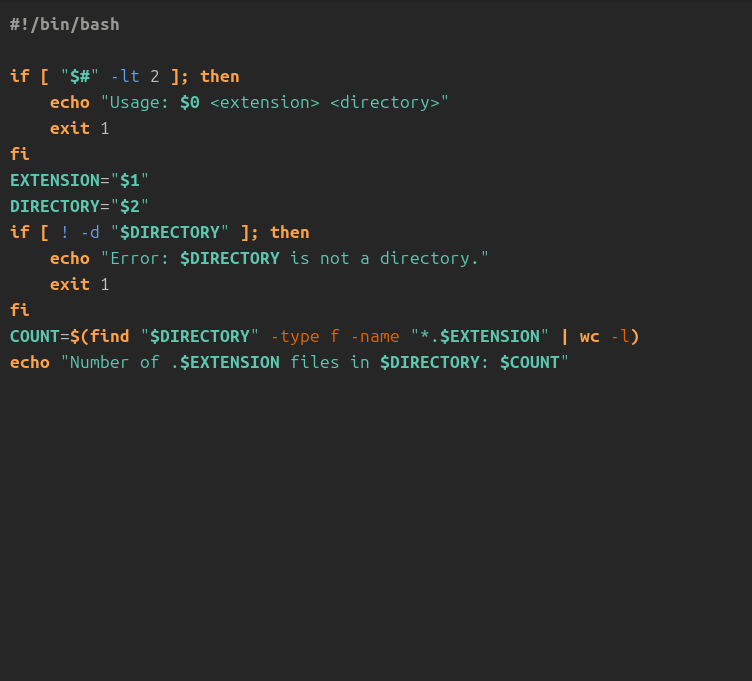 #!/bin/bash

if [ "$#" -lt 2 ]; then
    echo "Usage: $0 <extension> <directory>"
    exit 1
fi
EXTENSION="$1"
DIRECTORY="$2"
if [ ! -d "$DIRECTORY" ]; then
    echo "Error: $DIRECTORY is not a directory."
    exit 1
fi
COUNT=$(find "$DIRECTORY" -type f -name "*.$EXTENSION" | wc -l)
echo "Number of .$EXTENSION files in $DIRECTORY: $COUNT"